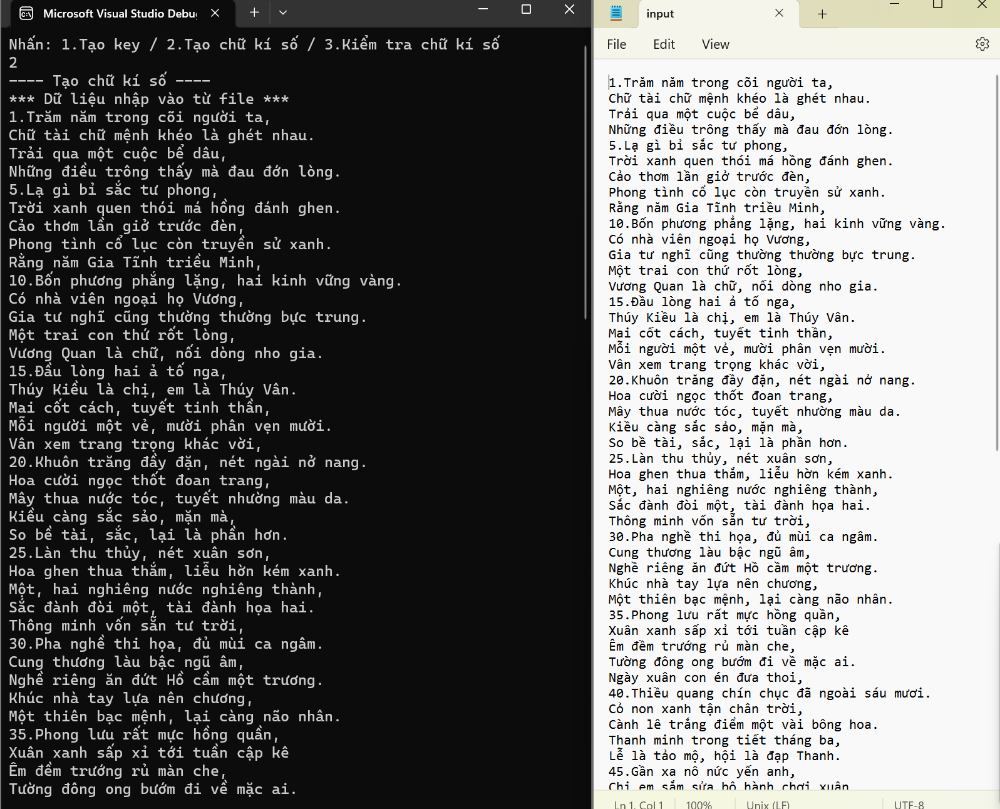 Microsoft Visual Studio Debu
Nhấn: 1.Tạo key / 2.Tạo chữ kí số / 3.Kiểm tra chữ kí số
2
---- Tạo chữ kí số ----
*** Dữ liệu nhập vào từ file ***
1.Trăm năm trong cõi người ta,
Chữ tài chữ mệnh khéo là ghét nhau.
Trải qua một cuộc bể dâu,
Những điều trông thấy mà đau đớn lòng.
5.Lạ gì bỉ sắc tư phong,
Trời xanh quen thói má hồng đánh ghen.
Cảo thơm lần giở trước đèn,
Phong tình cổ lục còn truyền sử xanh.
Rằng năm Gia Tĩnh triều Minh,
10.Bốn phương phẳng lặng, hai kinh vững vàng.
Có nhà viên ngoại họ Vương,
Gia tư nghĩ cũng thường thường bực trung.
Một trai con thứ rốt lòng,
Vương Quan là chữ, nối dòng nho gia.
15.Đầu lòng hai ả tố nga,
Thúy Kiều là chị, em là Thúy Vân.
Mai cốt cách, tuyết tinh thần,
Mỗi người một vẻ, mười phân vẹn mười.
Vân xem trang trọng khác vời,
20.Khuôn trăng đầy đặn, nét ngài nở nang.
Hoa cười ngọc thốt đoan trang,
Mây thua nước tóc, tuyết nhường màu da.
Kiều càng sắc sảo, mặn mà,
So bề tài, sắc, lại là phần hơn.
25.Làn thu thủy, nét xuân sơn,
Hoa ghen thua thắm, liễu hờn kém xanh.
Một, hai nghiêng nước nghiêng thành,
Sắc đành đòi một, tài đành họa hai.
Thông minh vốn sẵn tư trời,
30.Pha nghề thi họa, đủ mùi ca ngâm.
Cung thương làu bậc ngũ âm,
Nghề riêng ăn đứt Hồ cầm một trương.
Khúc nhà tay lựa nên chương,
Một thiên bạc mệnh, lại càng não nhân.
35.Phong lưu rất mực hồng quần,
Xuân xanh sấp xỉ tới tuần cập kê
Êm đềm trướng rủ màn che,
Tường đông ong bướm đi về mặc ai.
input
File Edit View
1.Trăm năm trong cõi người ta,
Chữ tài chữ mệnh khéo là ghét nhau.
Trải qua một cuộc bể dâu,
Những điều trông thấy mà đau đớn lòng.
5.Lạ gì bỉ sắc tư phong,
Trời xanh quen thói má hồng đánh ghen.
Cảo thơm lần giở trước đèn,
Phong tình cổ lục còn truyền sử xanh.
Rằng năm Gia Tĩnh triều Minh,
10.Bốn phương phẳng lặng, hai kinh vững vàng.
Có nhà viên ngoại họ Vương,
Gia tư nghĩ cũng thường thường bực trung.
Một trai con thứ rốt lòng,
Vương Quan là chữ, nối dòng nho gia.
15.Đầu lòng hai ả tố nga,
Thúy Kiều là chị, em là Thúy Vân.
Mai cốt cách, tuyết tinh thần,
Mỗi người một vẻ, mười phân vẹn mười.
Vân xem trang trọng khác vời,
20.Khuôn trăng đầy đặn, nét ngài nở nang.
Hoa cười ngọc thốt đoan trang,
Mây thua nước tóc, tuyết nhường màu da.
Kiều càng sắc sảo, mặn mà,
So bề tài, sắc, lại là phần hơn.
25.Làn thu thủy, nét xuân sơn,
Hoa ghen thua thắm, liễu hờn kém xanh.
Một, hai nghiêng nước nghiêng thành,
Sắc đành đòi một, tài đành họa hai.
Thông minh vốn sẵn tư trời,
30.Pha nghề thi họa, đủ mùi ca ngâm.
Cung thương làu bậc ngũ âm,
Nghề riêng ăn đứt Hồ cầm một trương.
Khúc nhà tay lựa nên chương,
Một thiên bạc mệnh, lại càng não nhân.
35.Phong lưu rất mực hồng quần,
Xuân xanh sấp xỉ tới tuần cập kê
Êm đềm trướng rủ màn che,
Tường đông ong bướm đi về mặc ai.
Ngày xuân con én đưa thoi,
40.Thiều quang chín chục đã ngoài sáu mươi.
Cỏ non xanh tận chân trời,
Cành lê trắng điểm một vài bông hoa.
Thanh minh trong tiết tháng ba,
Lễ là tảo mộ, hội là đạp Thanh.
45.Gần xa nô nức yến anh,
Chị em sắm sửa bộ hành chơi xuân
Ln 1, Col 1 100% Unix (LF) UTF-8